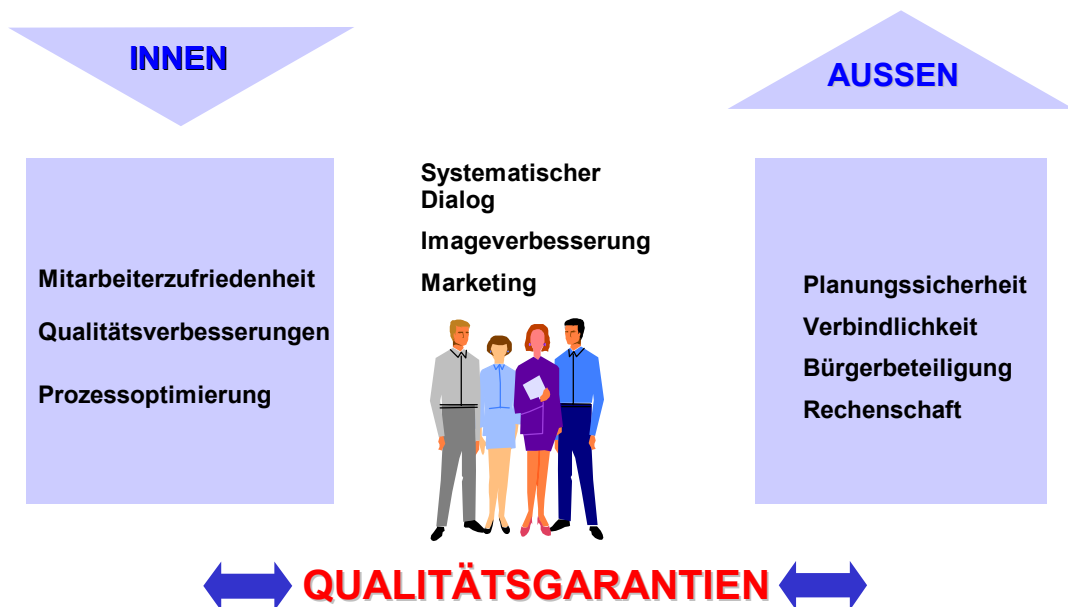 INNEN
AUSSEN
Mitarbeiterzufriedenheit
Qualitätsverbesserungen
Prozessoptimierung
Systematischer
Dialog
Imageverbesserung
Marketing
Planungssicherheit
Verbindlichkeit
Bürgerbeteiligung
Rechenschaft
QUALITÄTSGARANTIEN